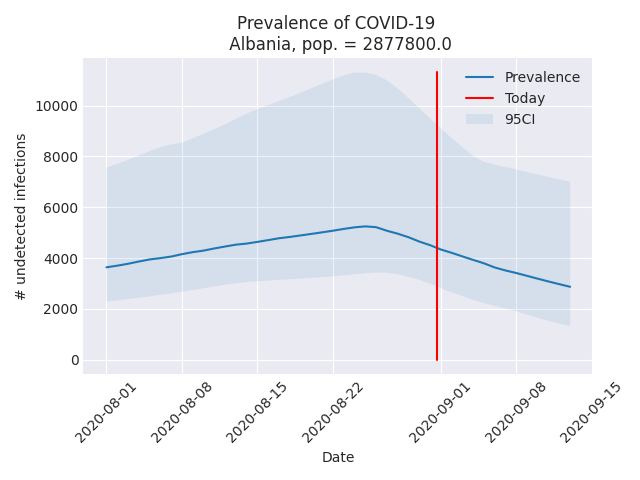 Prevalence of COVID-19
Albania, pop. = 2877800.0
# undetected infections
10000
8000
6000
4000
2000
0
Prevalence
Today
95CI
2020-08-01
2020-08-08
2020-08-15
2020-08-22
2020-09-01
2020-09-08
2020-09-15
Date